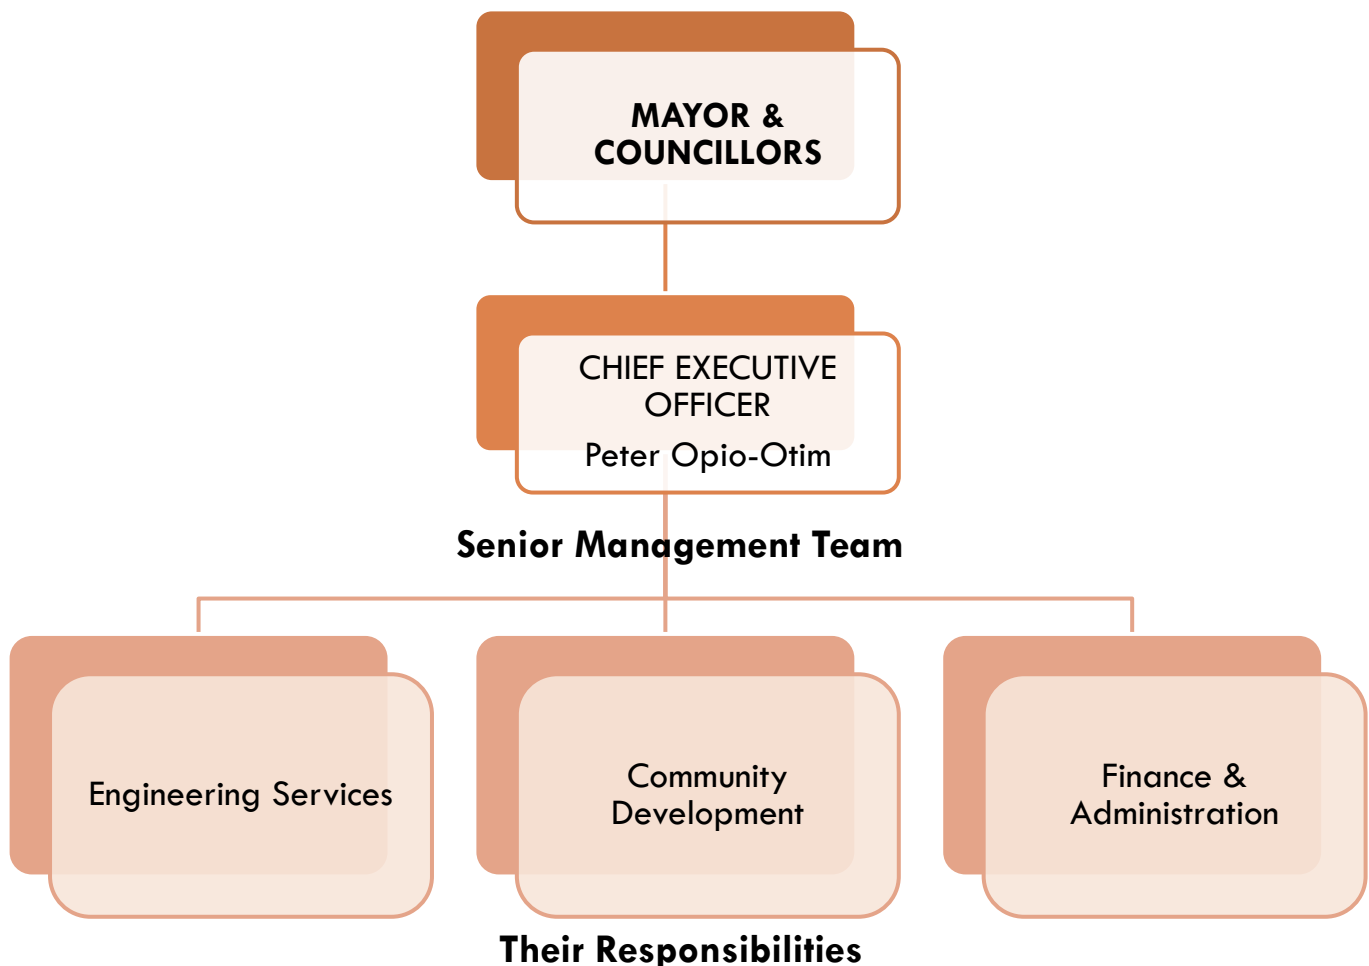 MAYOR &
COUNCILLORS
CHIEF EXECUTIVE
OFFICER
Peter Opio-Otim
Senior Management Team
Engineering Services
Community
Development
Finance &
Administration
Their Responsibilities